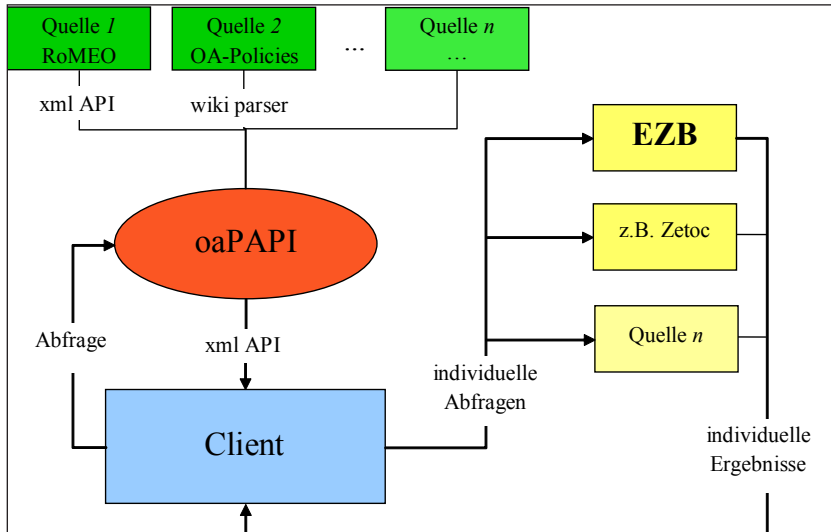 Quelle 1
RoMEO
Quelle 2
OA-Policies
...
Quelle n
...
xml API
wiki parser
EZB
oaPAPI
z.B. Zetoc
Abfrage
xml API
Quelle n
individuelle
Abfragen
Client
individuelle
Ergebnisse